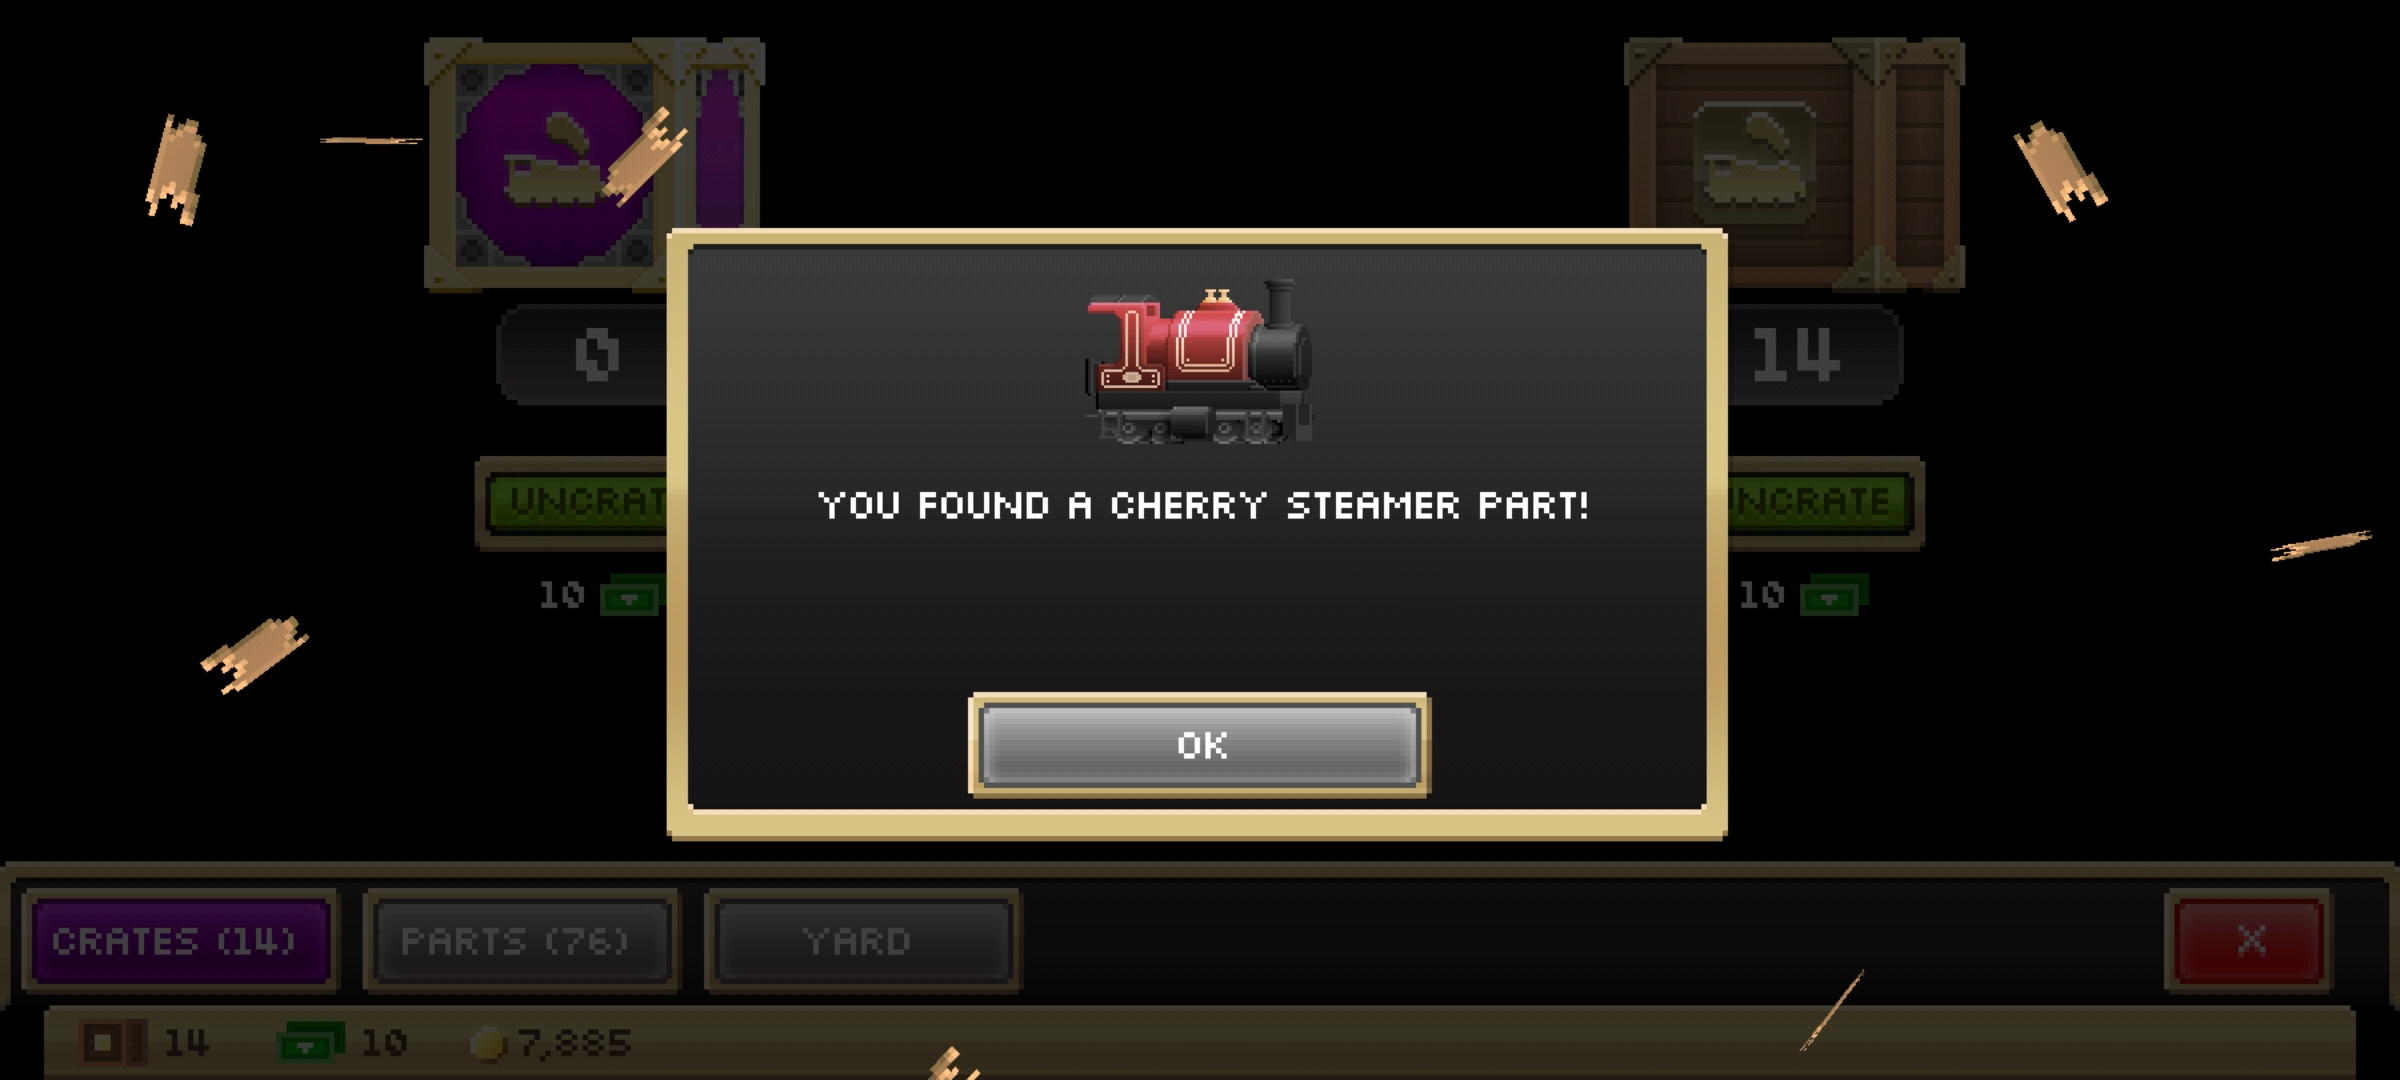 0
14
YOU FOUND A CHERRY STEAMER PART!
UNCRAT
NCRATE
10
10
OK
CRATES (14)
PARTS (76)
YARD
X
14
10
7,885